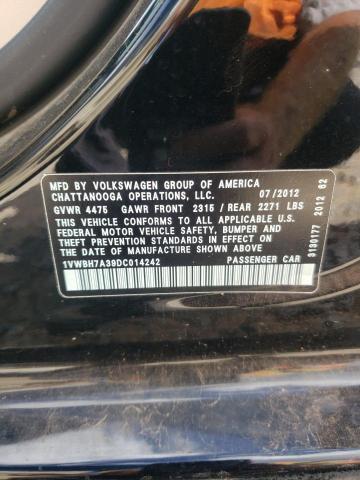 MFD BY VOLKSWAGEN GROUP OF AMERICA
CHATTANOOGA OPERATIONS, LLC. 07/2012
GVWR 4475 GAWR FRONT 2315 / REAR 2271 LBS
THIS VEHICLE CONFORMS TO ALL APPLICABLE U.S.
FEDERAL MOTOR VEHICLE SAFETY, BUMPER AND
THEFT PREVENTION STANDARDS IN EFFECT ON THE
DATE OF MANUFACTURE SHOWN ABOVE.
1VWBH7A39DC014242 PASSENGER CAR
3130177 2012 62